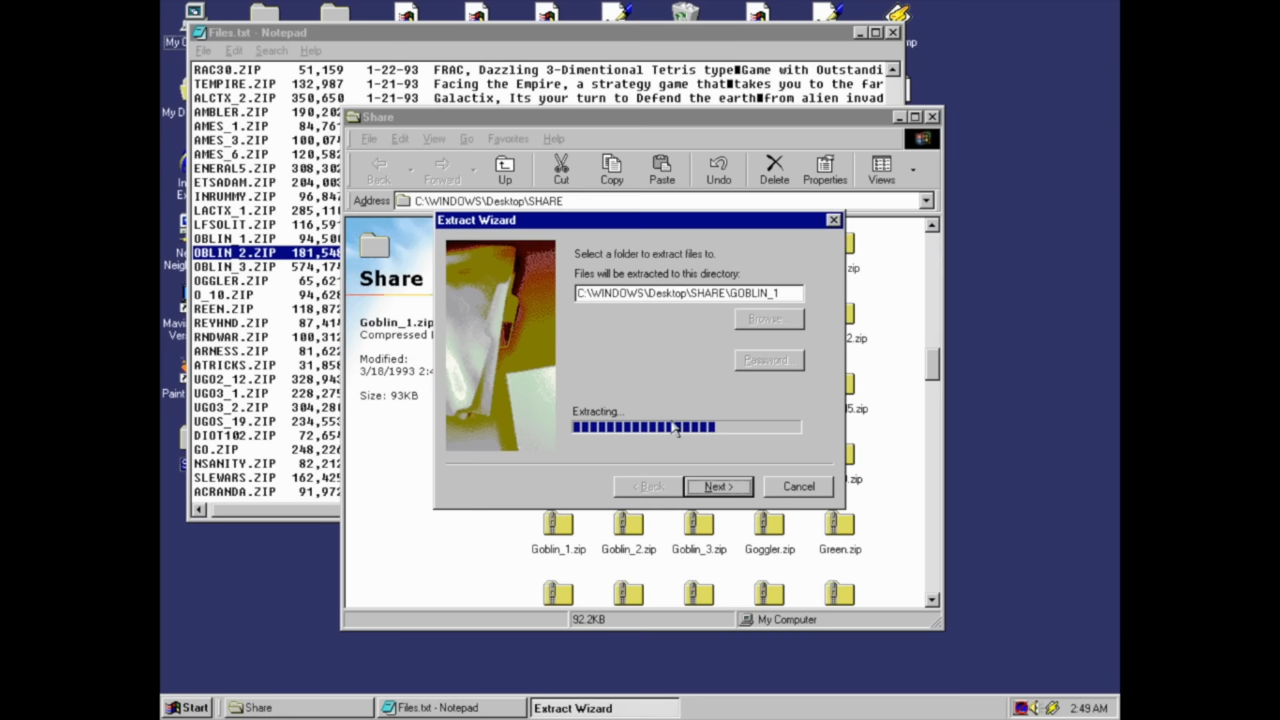 Files.txt - Notepad
File Edit Search Help
RAC30.ZIP 51,159 1-22-93 FRAC, Dazzling 3-Dimentional Tetris type■Game with Outstandi
TEMPIRE.ZIP 132,987 1-21-93 Facing the Empire, a strategy game that■takes you to the far
ALCTX_2.ZIP 350,650 1-21-93 Galactix, Its your turn to Defend the earth■from alien invad
AMBLER.ZIP 190,20
AMES_1.ZIP 84,76
AMES_3.ZIP 100,07
AMES_6.ZIP 120,58
ENERAL5.ZIP 308,30
ETSADAM.ZIP 204,00
INRUMMY.ZIP 96,84
LACTX_1.ZIP 285,11
LFSOLIT.ZIP 116,59
OBLIN_1.ZIP 94,50
OBLIN_2.ZIP 181,54
OBLIN_3.ZIP 574,17
OGGLER.ZIP 65,62
O_10.ZIP 94,62
REEN.ZIP 118,87
REYHND.ZIP 87,41
RNDWAR.ZIP 100,31
ARNESS.ZIP 81,62
ATRICKS.ZIP 31,85
UGO2_12.ZIP 328,94
UGO3_1.ZIP 228,27
UGO3_2.ZIP 304,28
UGOS_19.ZIP 234,55
DIOT102.ZIP 72,65
GO.ZIP 248,22
NSANITY.ZIP 82,21
SLEWARS.ZIP 162,42
ACRANDA.ZIP 91,97
Share
File Edit View Go Favorites Help
Back Forward Up Cut Copy Paste Undo Delete Properties Views
Address C:\WINDOWS\Desktop\SHARE
Share
Goblin_1.zip
Compressed
Modified:
3/18/1993 2:4
Size: 93KB
Extract Wizard
Select a folder to extract files to.
Files will be extracted to this directory:
C:\WINDOWS\Desktop\SHARE\GOBLIN_1
Browse...
Password...
Extracting...
< Back Next > Cancel
Goblin_1.zip Goblin_2.zip Goblin_3.zip Goggler.zip Green.zip
92.2KB My Computer
Start Share Files.txt - Notepad Extract Wizard 2:49 AM